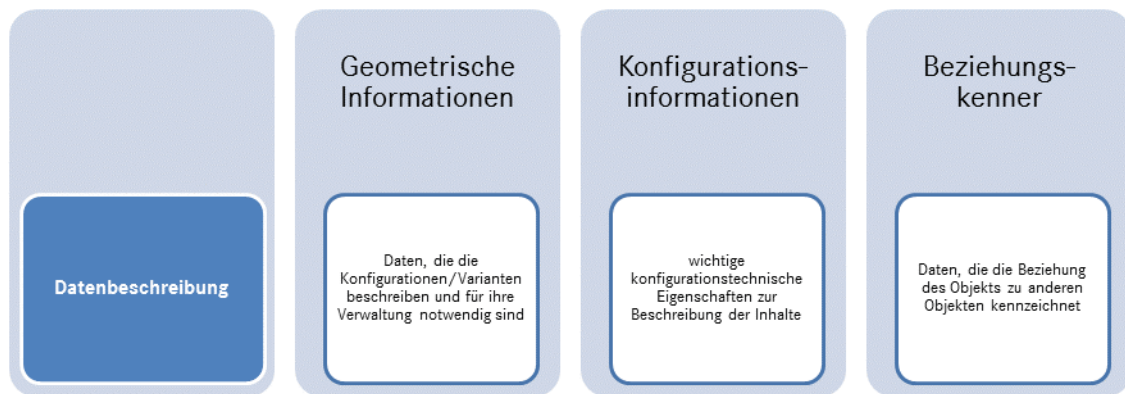 Geometrische
Informationen
Konfigurations-
informationen
Beziehungs-
kenner
Datenbeschreibung
Daten, die die
Konfigurationen/Varianten
beschreiben und für ihre
Verwaltung notwendig sind
wichtige
konfigurationstechnische
Eigenschaften zur
Beschreibung der Inhalte
Daten, die die Beziehung
des Objekts zu anderen
Objekten kennzeichnet